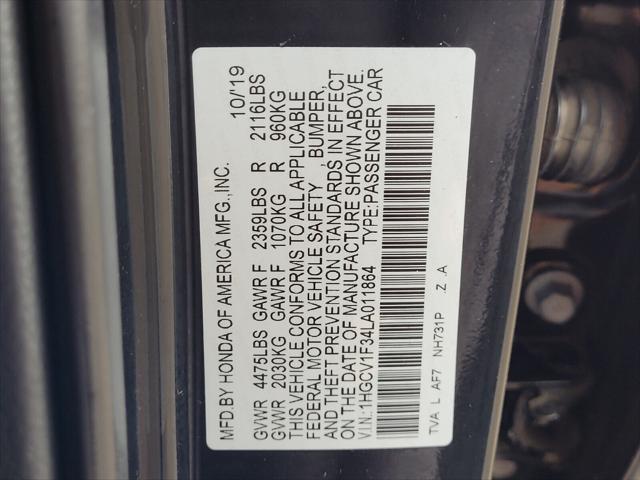 MFD.BY HONDA OF AMERICA MFG.,INC. 10/'19
GVWR 4475LBS GAWR F 2359LBS R 2116LBS
GVWR 2030KG GAWR F 1070KG R 960KG
THIS VEHICLE CONFORMS TO ALL APPLICABLE
FEDERAL MOTOR VEHICLE SAFETY ,BUMPER,
AND THEFT PREVENTION STANDARDS IN EFFECT
ON THE DATE OF MANUFACTURE SHOWN ABOVE.
V.I.N.:1HGCV1F34LA011864 TYPE:PASSENGER CAR
TVA L AF7 NH731P .Z .A